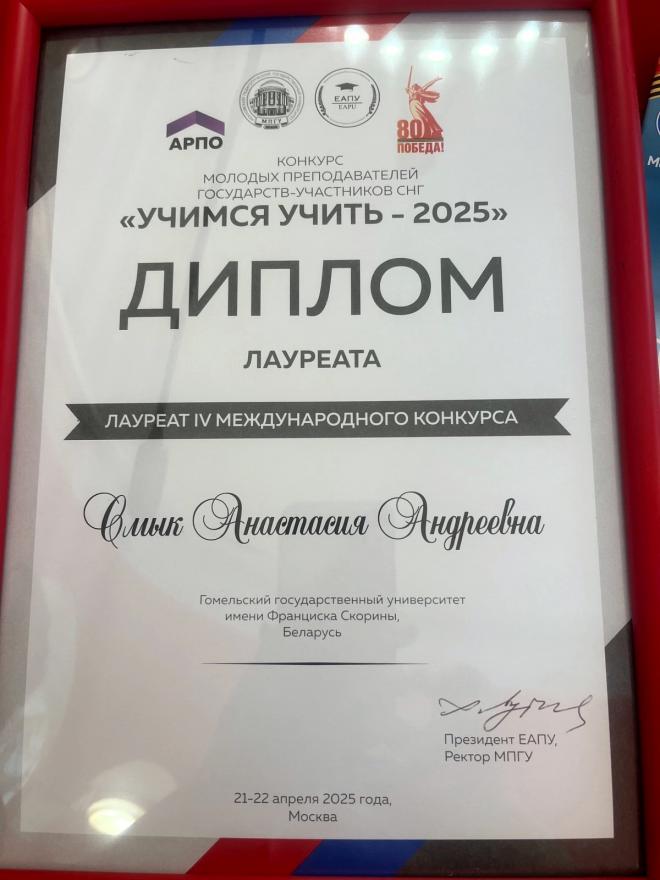 АРПО
МПГУ
ЕАПУ
EAPU
80
ПОБЕДА!
КОНКУРС
МОЛОДЫХ ПРЕПОДАВАТЕЛЕЙ
ГОСУДАРСТВ-УЧАСТНИКОВ СНГ
«УЧИМСЯ УЧИТЬ – 2025»
ДИПЛОМ
ЛАУРЕАТА
ЛАУРЕАТ IV МЕЖДУНАРОДНОГО КОНКУРСА
Смык Анастасия Андреевна
Гомельский государственный университет
имени Франциска Скорины,
Беларусь
Президент ЕАПУ,
Ректор МПГУ
21-22 апреля 2025 года,
Москва